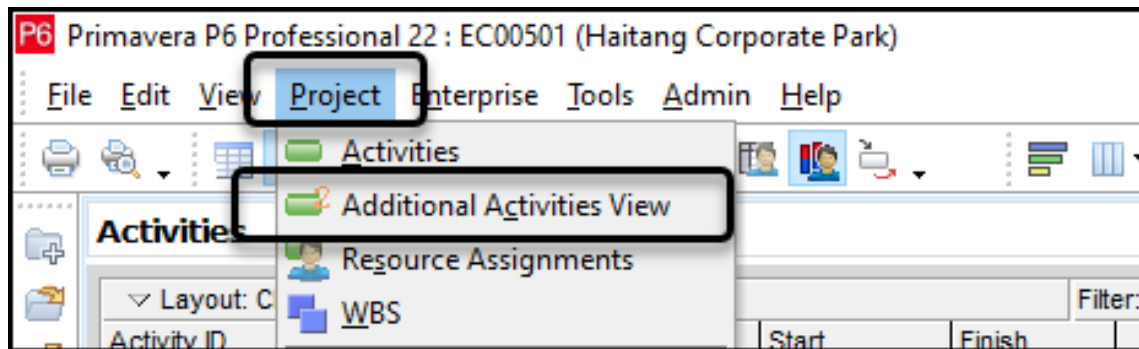 P6 Primavera P6 Professional 22 : EC00501 (Haitang Corporate Park)
File Edit View Project Enterprise Tools Admin Help
Activities
Additional Activities View
Activities
Resource Assignments
Layout: C Filter:
WBS
Activity ID Start Finish